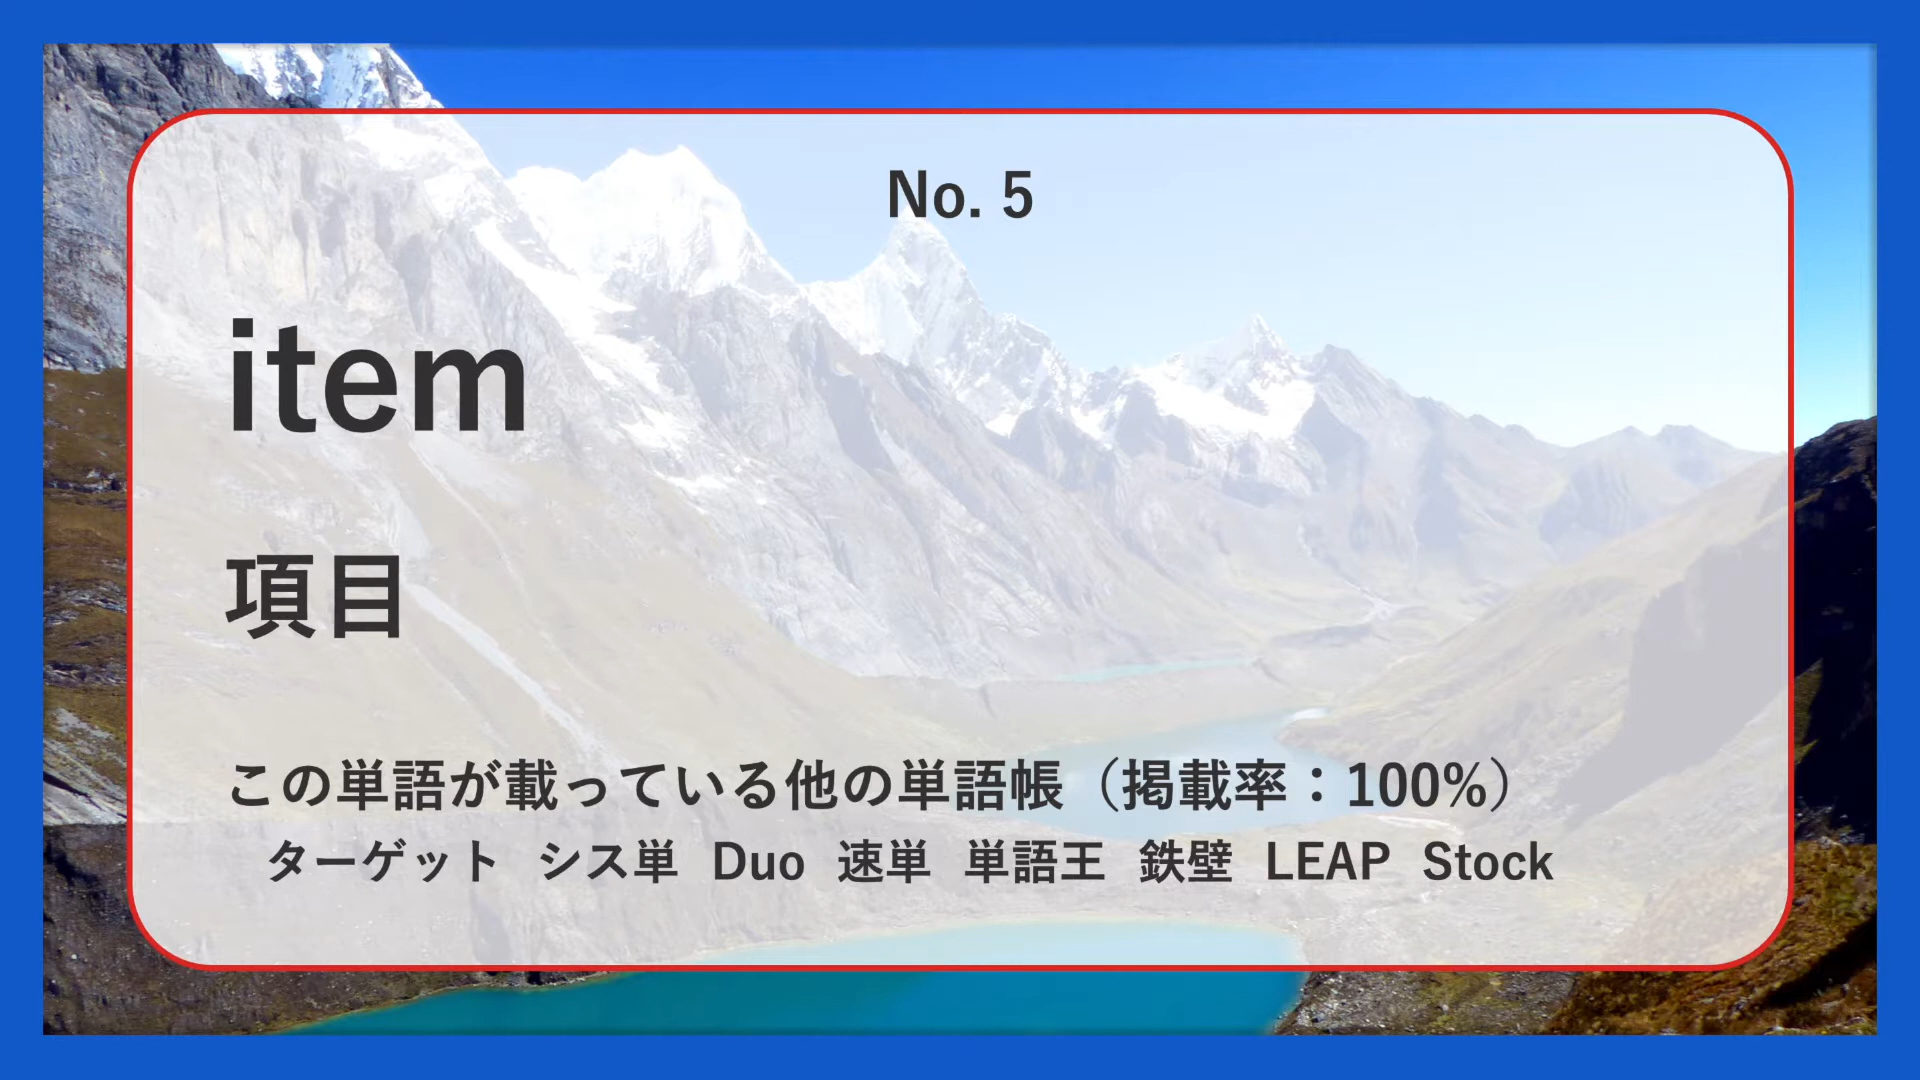 No. 5
item
項目
この単語が載っている他の単語帳（掲載率：100%）
ターゲット シス単 Duo 速単 単語王 鉄壁 LEAP Stock